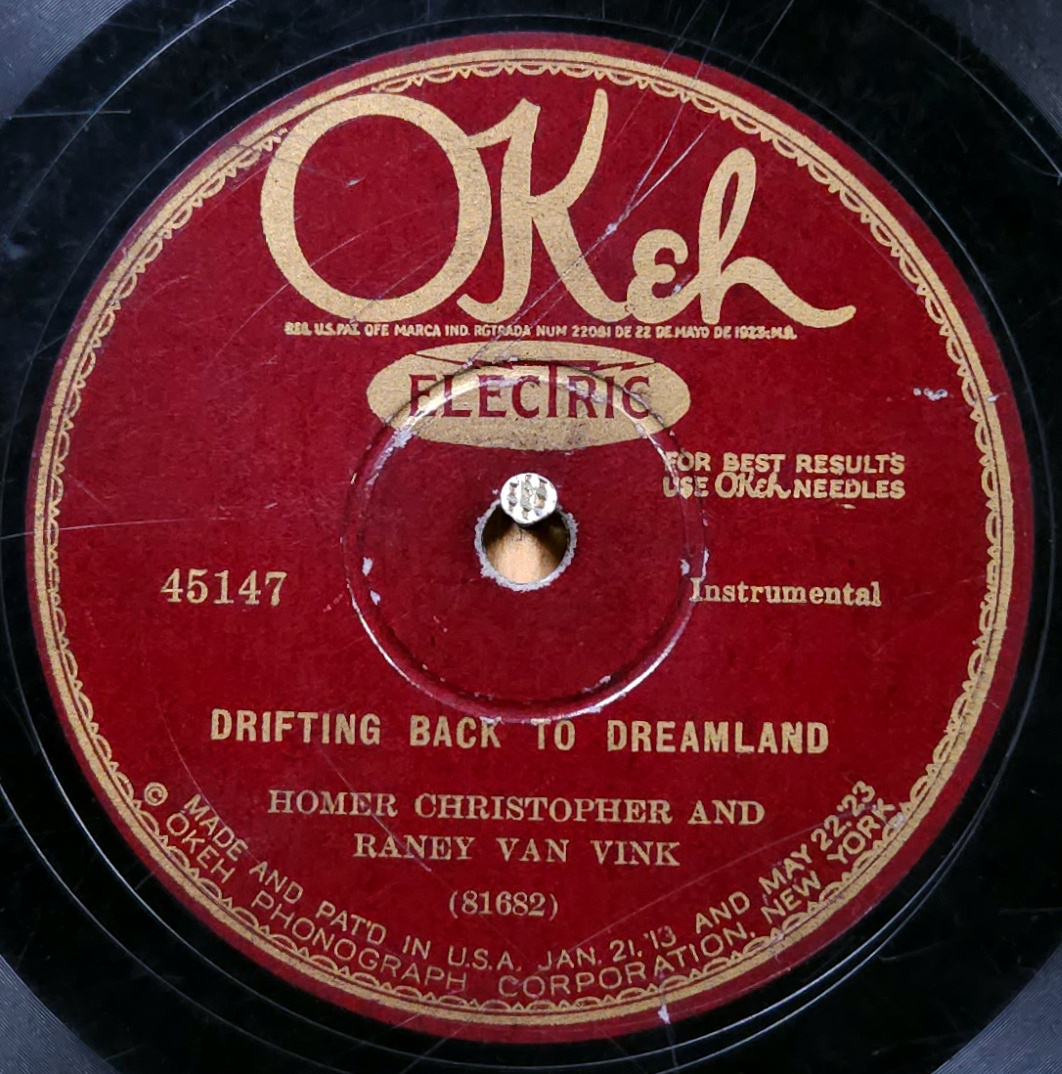 OKeh
REG. U.S. PAT. OFF. MARCA IND. RGTRADA NUM 22081 DE 22 DE MAYO DE 1923: M.R.
ELECTRIC
FOR BEST RESULTS
USE OKeh NEEDLES
45147
Instrumental
DRIFTING BACK TO DREAMLAND
HOMER CHRISTOPHER AND
RANEY VAN VINK
(81682)
© MADE AND PAT'D IN U.S.A. JAN. 21, '13 AND MAY 22, '23
OKEH PHONOGRAPH CORPORATION, NEW YORK